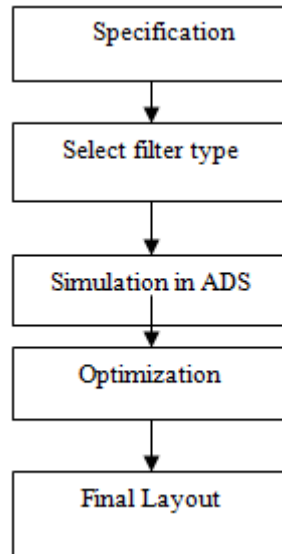 Specification
Select filter type
Simulation in ADS
Optimization
Final Layout